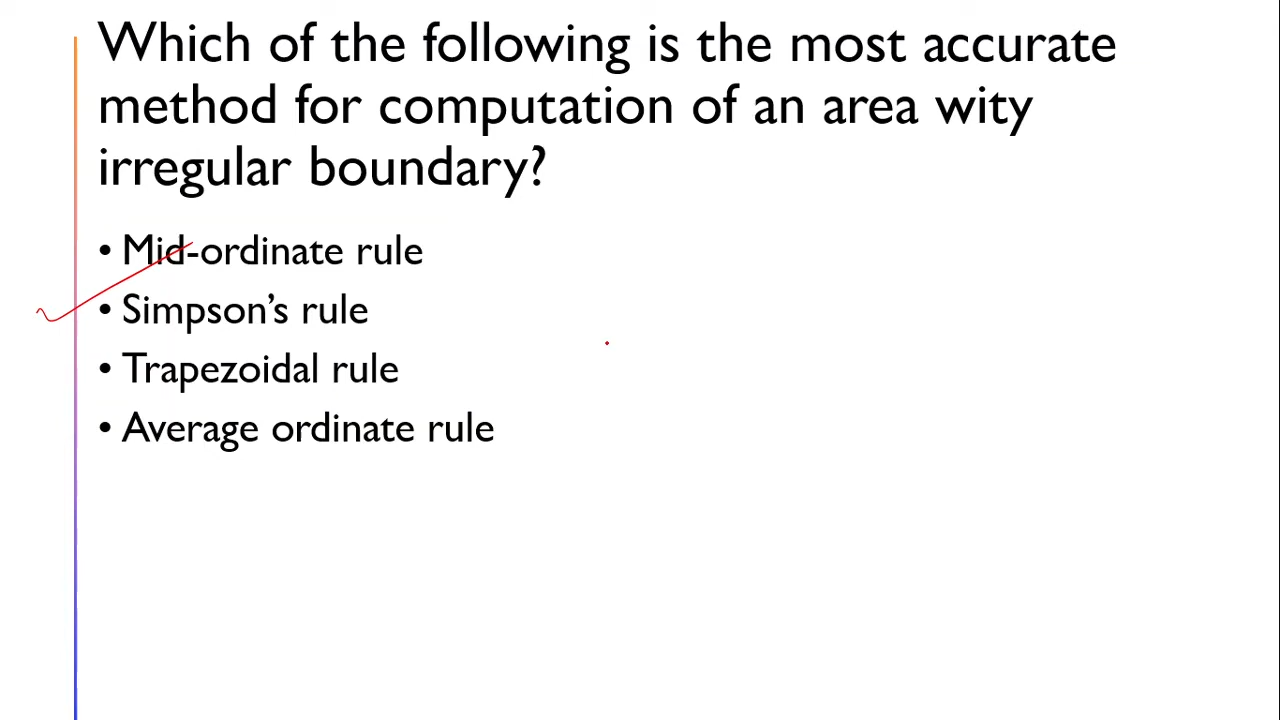 Which of the following is the most accurate
method for computation of an area wity
irregular boundary?
• Mid-ordinate rule
• Simpson’s rule
• Trapezoidal rule
• Average ordinate rule